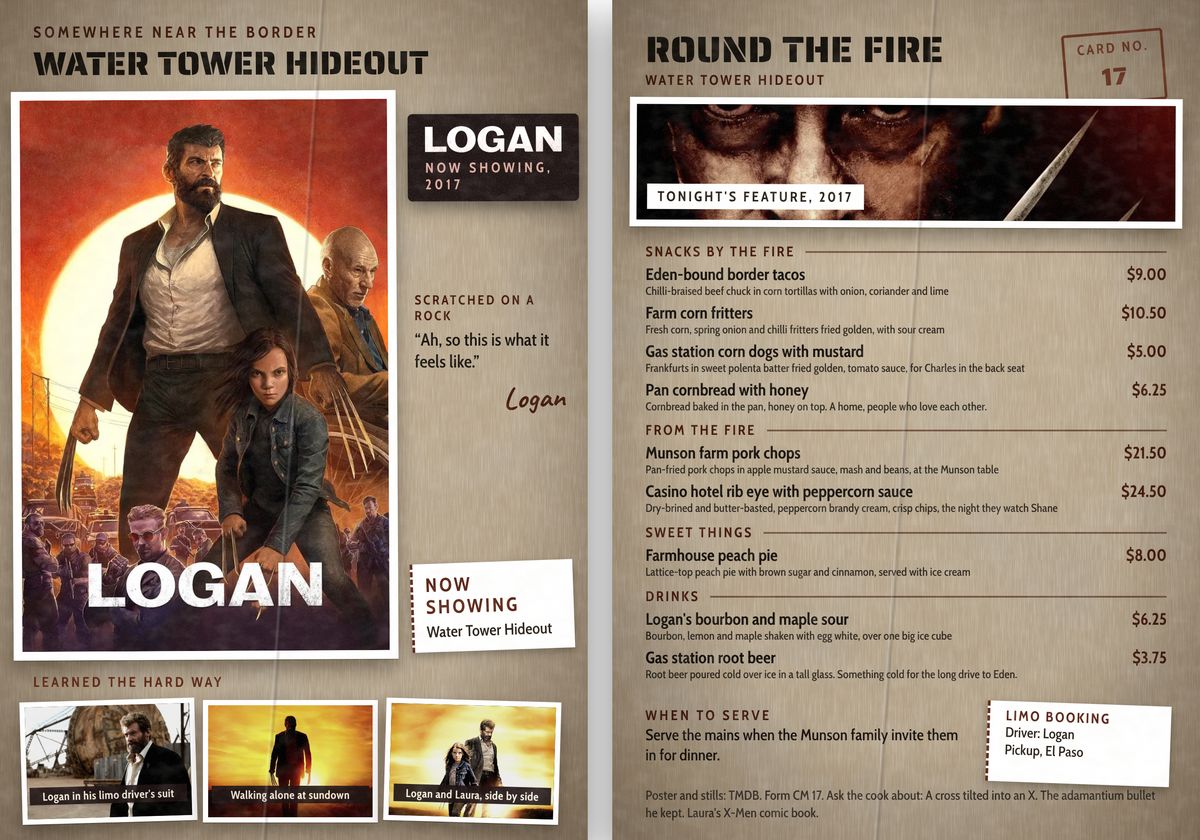 SOMEWHERE NEAR THE BORDER
WATER TOWER HIDEOUT
LOGAN
LOGAN
NOW SHOWING,
2017
SCRATCHED ON A
ROCK
“Ah, so this is what it
feels like.”
Logan
NOW
SHOWING
Water Tower Hideout
LEARNED THE HARD WAY
Logan in his limo driver's suit
Walking alone at sundown
Logan and Laura, side by side
ROUND THE FIRE
WATER TOWER HIDEOUT
CARD NO.
17
TONIGHT'S FEATURE, 2017
SNACKS BY THE FIRE
Eden-bound border tacos $9.00
Chilli-braised beef chuck in corn tortillas with onion, coriander and lime
Farm corn fritters $10.50
Fresh corn, spring onion and chilli fritters fried golden, with sour cream
Gas station corn dogs with mustard $5.00
Frankfurts in sweet polenta batter fried golden, tomato sauce, for Charles in the back seat
Pan cornbread with honey $6.25
Cornbread baked in the pan, honey on top. A home, people who love each other.
FROM THE FIRE
Munson farm pork chops $21.50
Pan-fried pork chops in apple mustard sauce, mash and beans, at the Munson table
Casino hotel rib eye with peppercorn sauce $24.50
Dry-brined and butter-basted, peppercorn brandy cream, crisp chips, the night they watch Shane
SWEET THINGS
Farmhouse peach pie $8.00
Lattice-top peach pie with brown sugar and cinnamon, served with ice cream
DRINKS
Logan's bourbon and maple sour $6.25
Bourbon, lemon and maple shaken with egg white, over one big ice cube
Gas station root beer $3.75
Root beer poured cold over ice in a tall glass. Something cold for the long drive to Eden.
WHEN TO SERVE
Serve the mains when the Munson family invite them
in for dinner.
LIMO BOOKING
Driver: Logan
Pickup, El Paso
Poster and stills: TMDB. Form CM 17. Ask the cook about: A cross tilted into an X. The adamantium bullet
he kept. Laura's X-Men comic book.